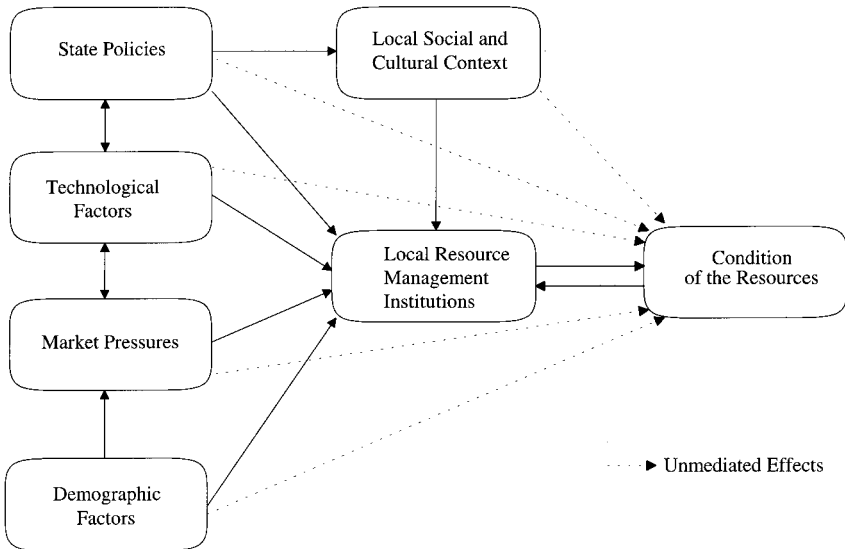 State Policies
Local Social and
Cultural Context
Technological
Factors
Local Resource
Management
Institutions
Condition
of the Resources
Market Pressures
Demographic
Factors
Unmediated Effects